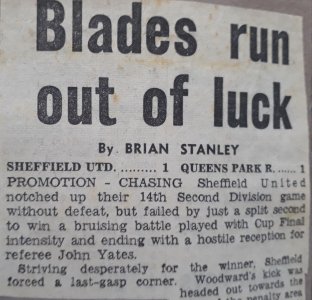 Blades run
out of luck
By BRIAN STANLEY
SHEFFIELD UTD. ......... 1 QUEENS PARK R. ...... 1
PROMOTION - CHASING Sheffield United
notched up their 14th Second Division game
without defeat, but failed by just a split second
to win a bruising battle played with Cup Final
intensity and ending with a hostile reception for
referee John Yates.
Striving desperately for the winner, Sheffield
forced a last-gasp corner. Woodward's kick was
headed out towards the
penalty area